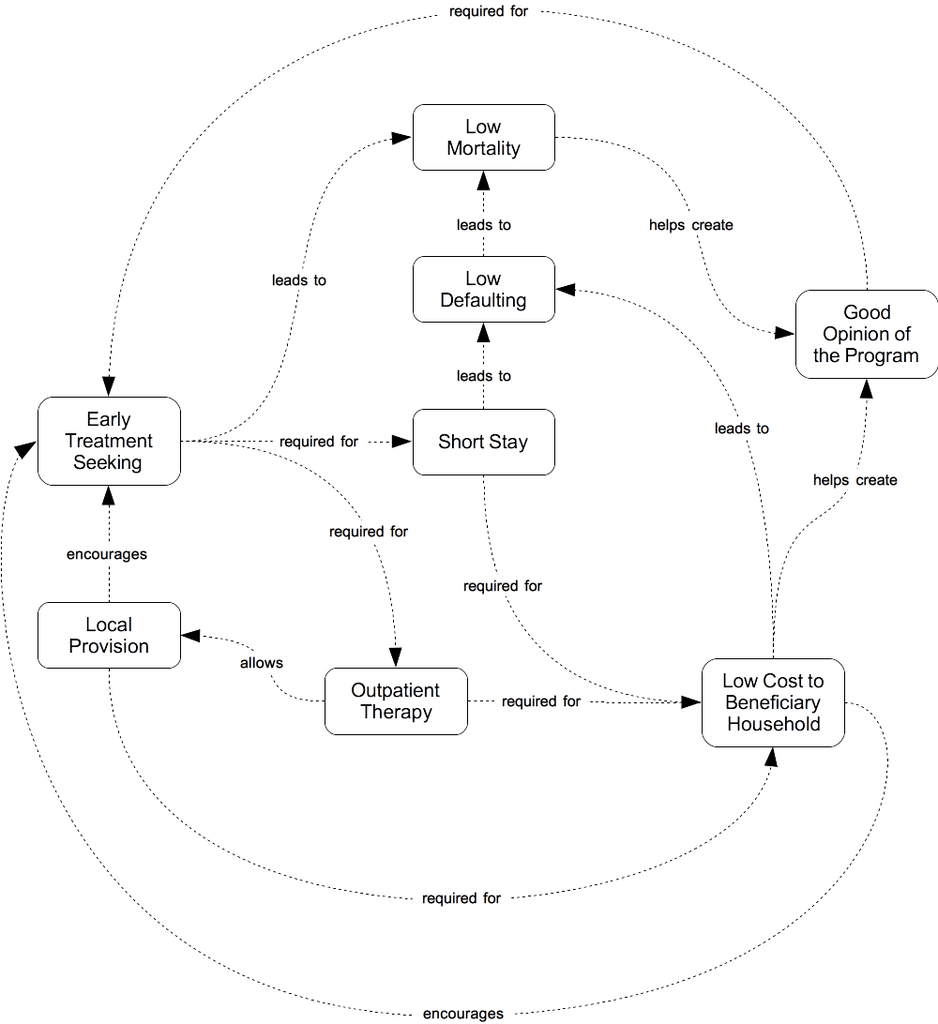 required for
Low
Mortality
leads to
helps create
leads to
Low
Defaulting
Good
Opinion of
the Program
leads to
Early
Treatment
Seeking
required for
Short Stay
leads to
helps create
required for
encourages
required for
Local
Provision
allows
Outpatient
Therapy
required for
Low Cost to
Beneficiary
Household
required for
encourages